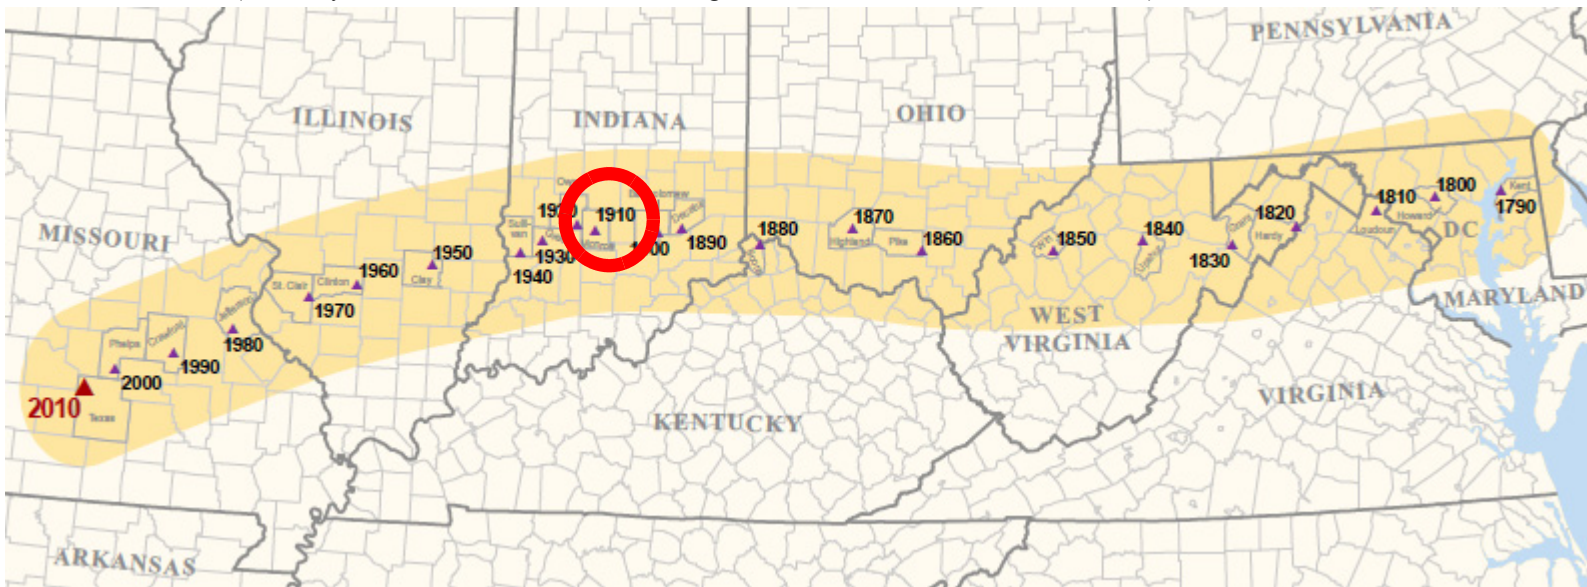 PENNSYLVANIA
ILLINOIS
INDIANA
OHIO
MISSOURI
1910
1930
1940
1890
1880
1870
Highland
Pike
1860
1850
1840
1830
1820
Hardy
1810
1800
Howard
Loudoun
DC
Kent
1790
MARYLAND
WEST
VIRGINIA
VIRGINIA
KENTUCKY
1950
Clay
1960
Clinton
St. Clair
1970
Jefferson
1980
Crawford
1990
Phelps
2000
2010
Texas
ARKANSAS